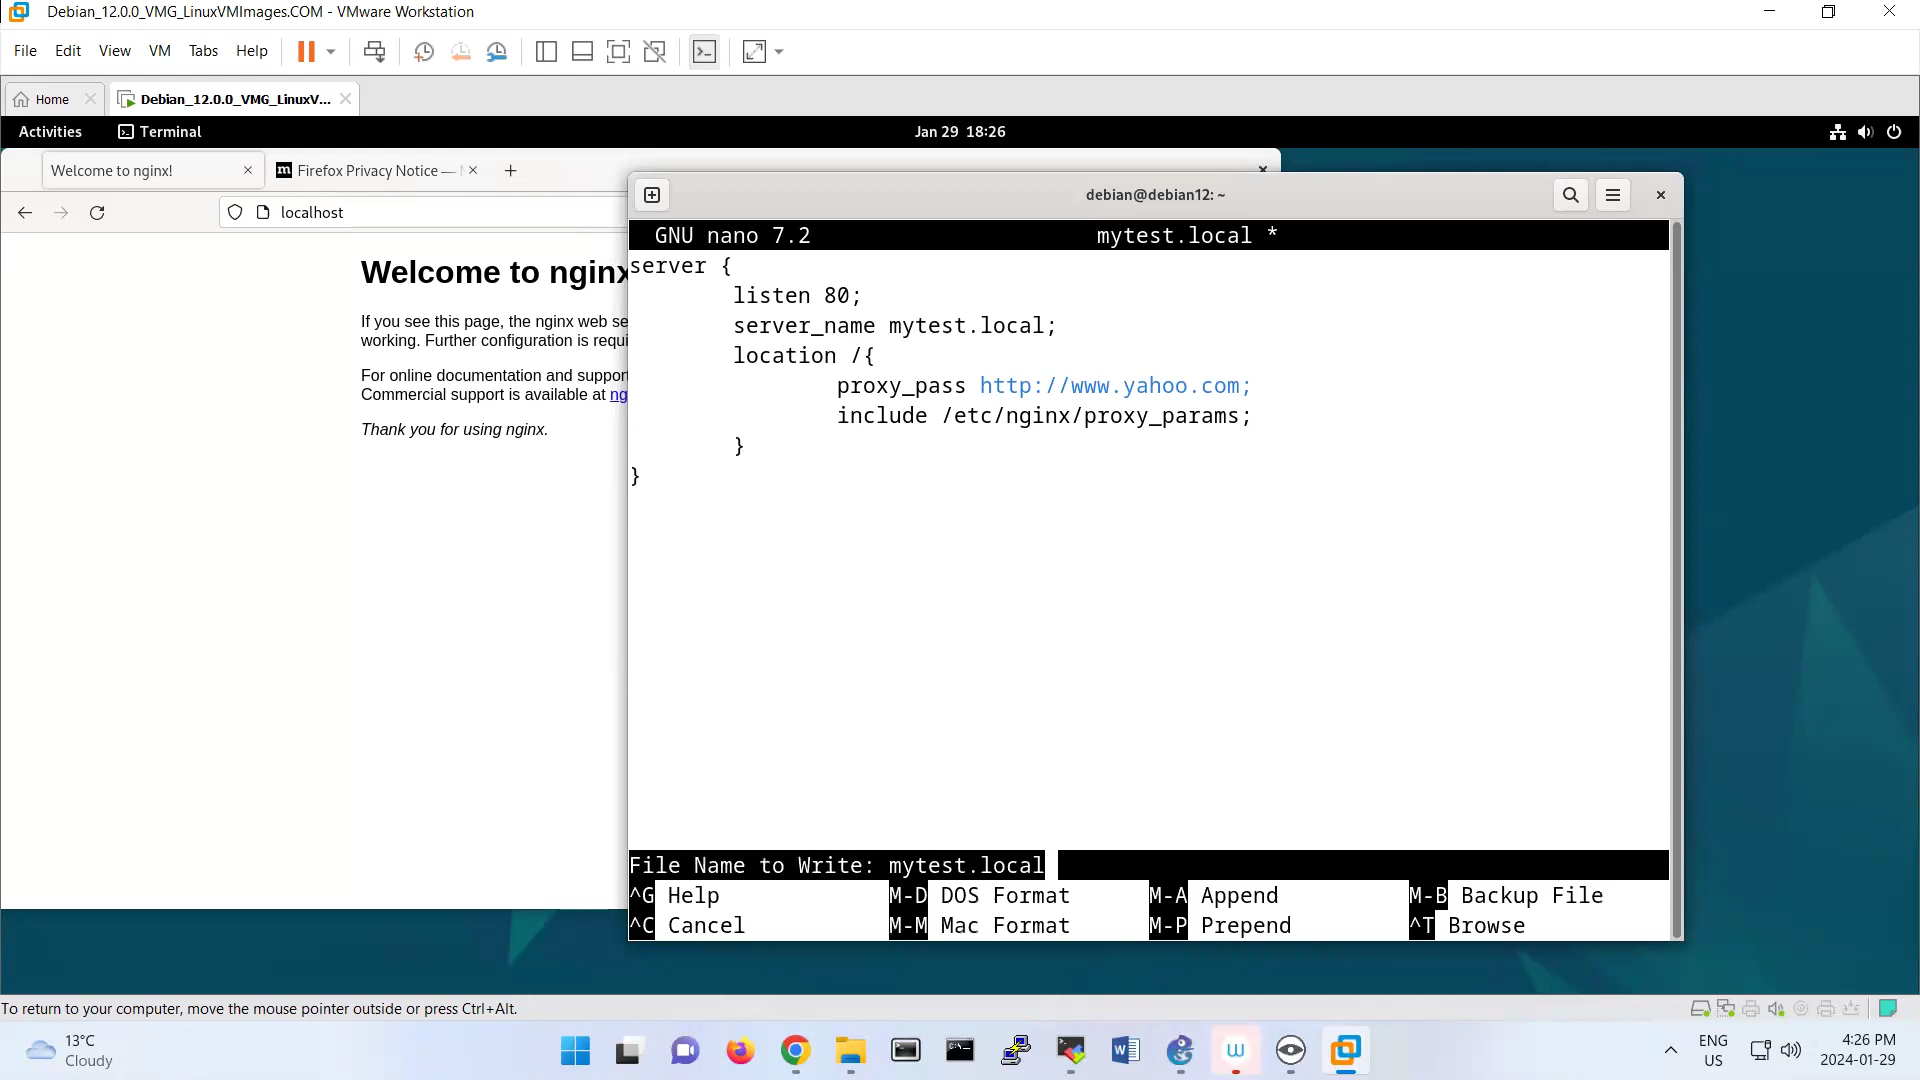 Debian_12.0.0_VMG_LinuxVMImages.COM - VMware Workstation
File Edit View VM Tabs Help
Home
Debian_12.0.0_VMG_LinuxV...
Activities
Terminal
Jan 29 18:26
Welcome to nginx!
Firefox Privacy Notice —
localhost
debian@debian12: ~
Welcome to nginx
If you see this page, the nginx web se
working. Further configuration is requi
For online documentation and support
Commercial support is available at ng
Thank you for using nginx.
GNU nano 7.2 mytest.local *
server {
listen 80;
server_name mytest.local;
location /{
proxy_pass http://www.yahoo.com;
include /etc/nginx/proxy_params;
}
}
File Name to Write: mytest.local
^G Help M-D DOS Format M-A Append M-B Backup File
^C Cancel M-M Mac Format M-P Prepend ^T Browse
To return to your computer, move the mouse pointer outside or press Ctrl+Alt.
13°C
Cloudy
ENG
US
4:26 PM
2024-01-29